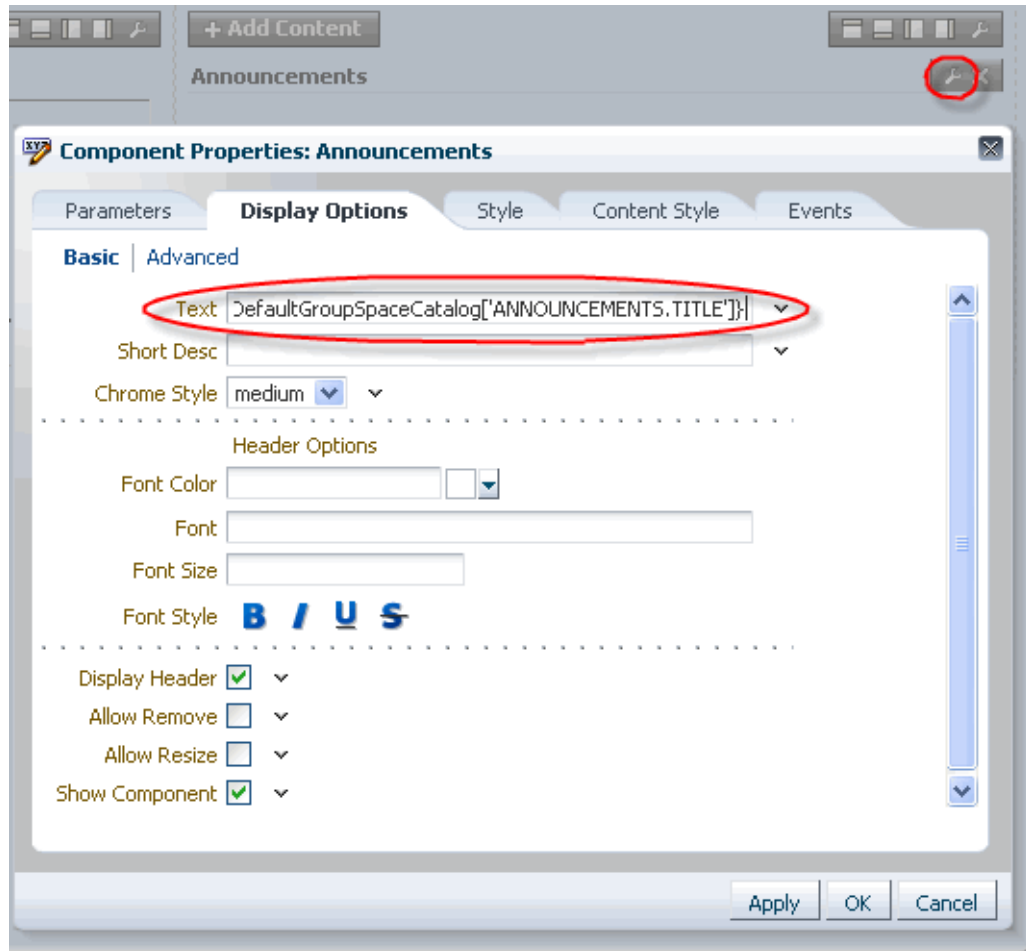 + Add Content
Announcements
Component Properties: Announcements
Parameters Display Options Style Content Style Events
Basic | Advanced
Text DefaultGroupSpaceCatalog['ANNOUNCEMENTS.TITLE']}
Short Desc
Chrome Style medium
Header Options
Font Color
Font
Font Size
Font Style B I U S
Display Header
Allow Remove
Allow Resize
Show Component
Apply OK Cancel